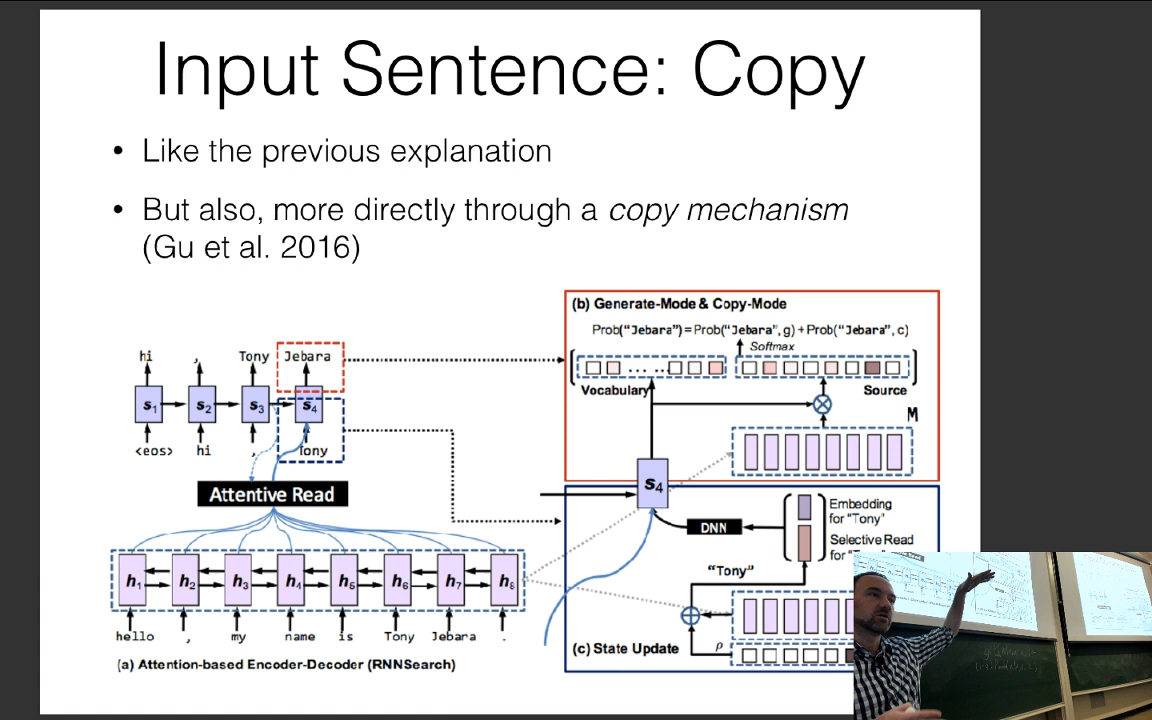 Input Sentence: Copy
• Like the previous explanation
• But also, more directly through a copy mechanism
(Gu et al. 2016)
hi , Tony Jebara
s1 s2 s3 s4
<eos> hi , Tony
Attentive Read
h1 h2 h3 h4 h5 h6 h7 h8
hello , my name is Tony Jebara .
(a) Attention-based Encoder-Decoder (RNNSearch)
(b) Generate-Mode & Copy-Mode
Prob("Jebara") = Prob("Jebara", g) + Prob("Jebara", c)
Softmax
... ...
Vocabulary Source
M
s4
DNN
Embedding
for "Tony"
Selective Read
for
"Tony"
(c) State Update ρ